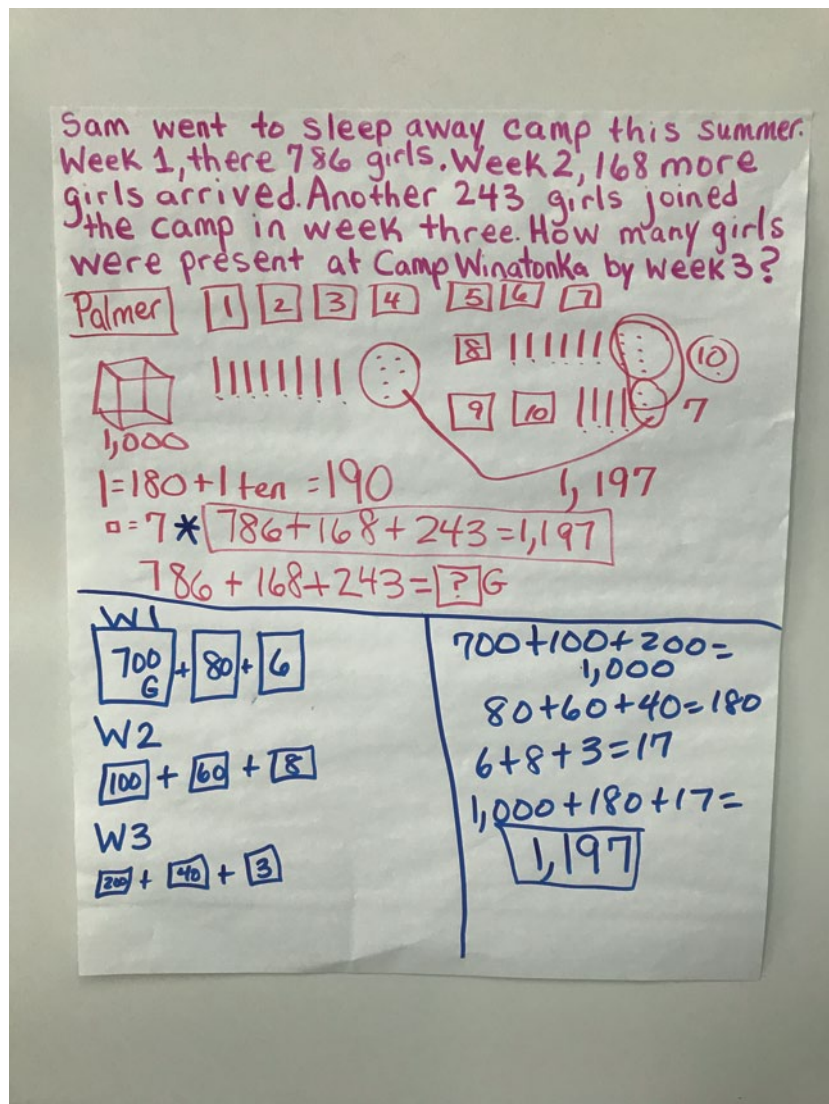 Sam went to sleep away camp this summer.
Week 1, there 786 girls. Week 2, 168 more
girls arrived. Another 243 girls joined
the camp in week three. How many girls
were present at Camp Winatonka by week 3?
Palmer 1 2 3 4 5 6 7
8 10
9 10 7
1,000
1=180+1 ten =190 1,197
▫=7 * 786+168+243=1,197
786+168+243=? G
W1
700 G + 80 + 6
W2
100 + 60 + 8
W3
200 + 40 + 3
700+100+200=
1,000
80+60+40=180
6+8+3=17
1,000+180+17=
1,197